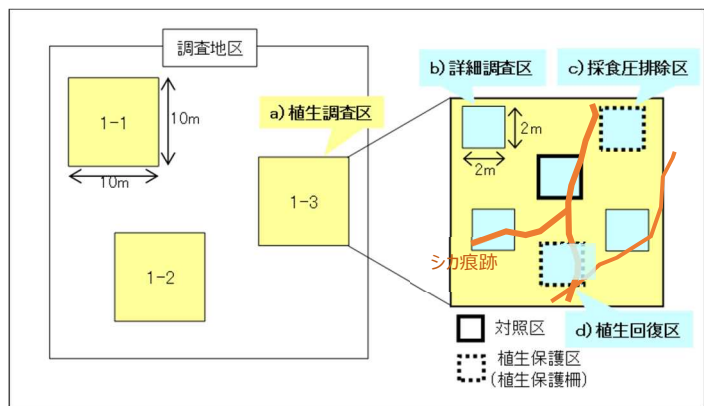 調査地区
1-1
10m
10m
a)植生調査区
1-3
1-2
b)詳細調査区
c)採食圧排除区
2m
2m
シカ痕跡
d)植生回復区
対照区
植生保護区
(植生保護柵)